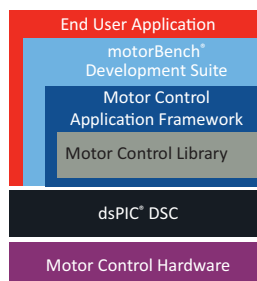 End User Application
motorBench®
Development Suite
Motor Control
Application Framework
Motor Control Library
dsPIC® DSC
Motor Control Hardware